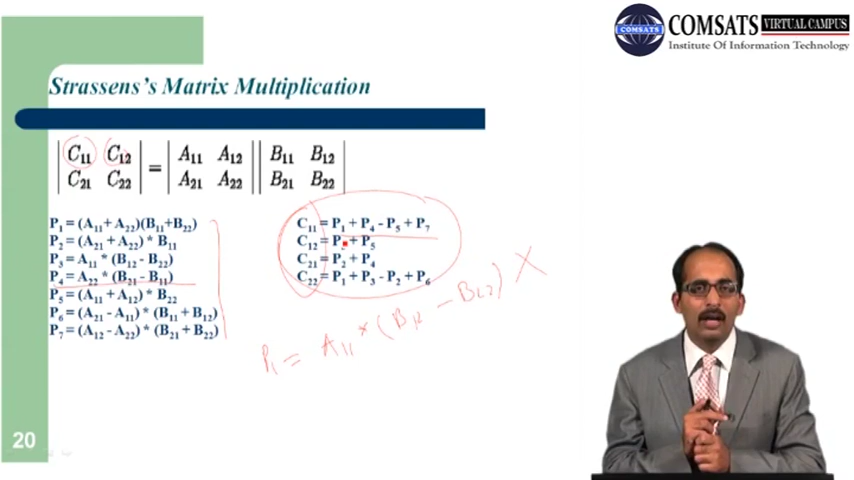 COMSATS VIRTUAL CAMPUS
COMSATS
Institute Of Information Technology
Strassens's Matrix Multiplication
|C₁₁ C₁₂| = |A₁₁ A₁₂| |B₁₁ B₁₂|
|C₂₁ C₂₂| |A₂₁ A₂₂| |B₂₁ B₂₂|
P₁ = (A₁₁+ A₂₂)(B₁₁+B₂₂)
P₂ = (A₂₁ + A₂₂) * B₁₁
P₃ = A₁₁ * (B₁₂ - B₂₂)
P₄ = A₂₂ * (B₂₁ - B₁₁)
P₅ = (A₁₁ + A₁₂) * B₂₂
P₆ = (A₂₁ - A₁₁) * (B₁₁ + B₁₂)
P₇ = (A₁₂ - A₂₂) * (B₂₁ + B₂₂)
C₁₁ = P₁ + P₄ - P₅ + P₇
C₁₂ = P₃ + P₅
C₂₁ = P₂ + P₄
C₂₂ = P₁ + P₃ - P₂ + P₆
P₁ = A₁₁ * (B₁₂ - B₂₂) X
20